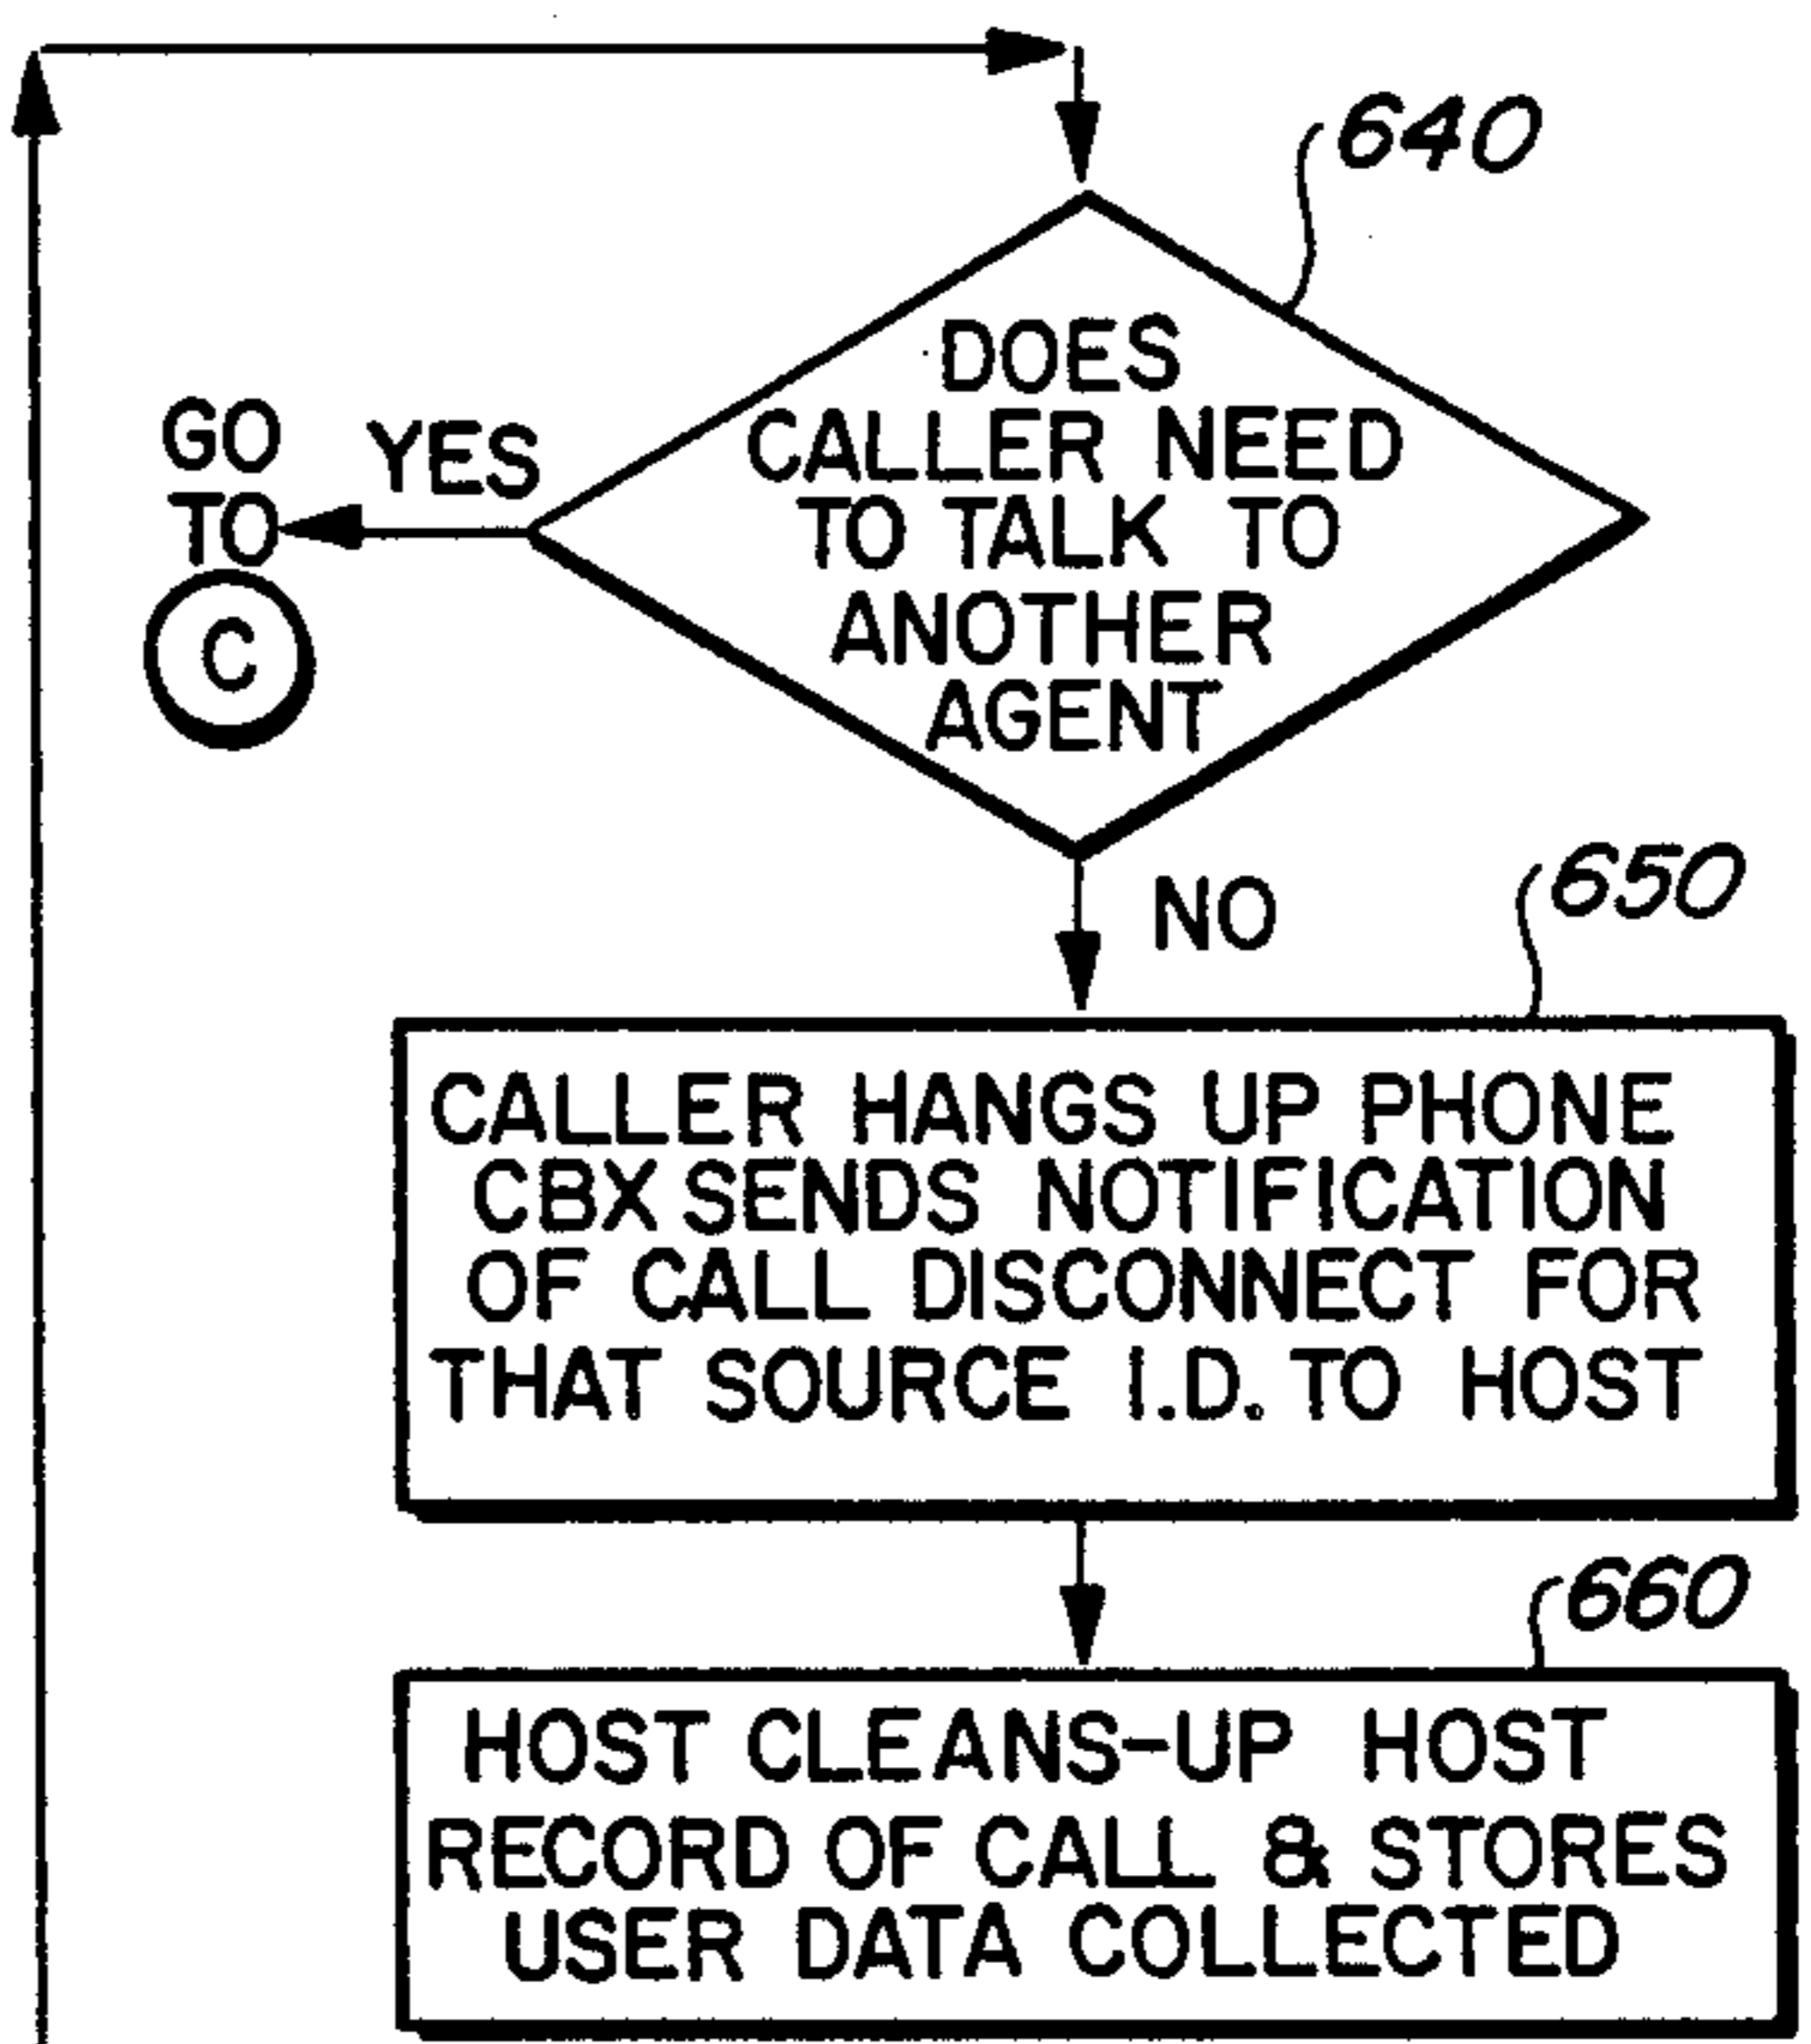 640
DOES
CALLER NEED
TO TALK TO
ANOTHER
AGENT
YES
GO
TO
C
NO
650
CALLER HANGS UP PHONE
CBX SENDS NOTIFICATION
OF CALL DISCONNECT FOR
THAT SOURCE I.D. TO HOST
660
HOST CLEANS-UP HOST
RECORD OF CALL & STORES
USER DATA COLLECTED